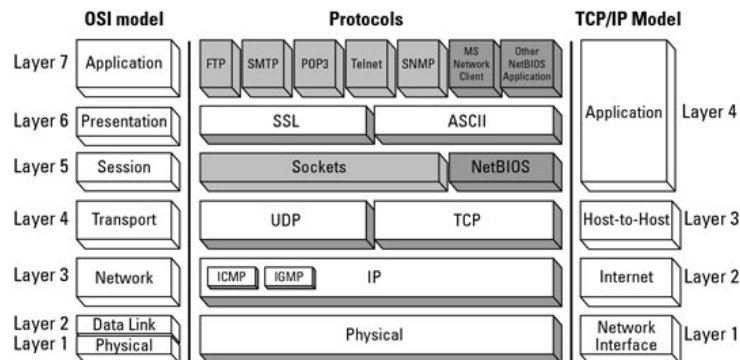 OSI model Protocols TCP/IP Model
Layer 7 Application FTP SMTP POP3 Telnet SNMP MS Network Client Other NetBIOS Application
Layer 6 Presentation SSL ASCII Application Layer 4
Layer 5 Session Sockets NetBIOS
Layer 4 Transport UDP TCP Host-to-Host Layer 3
Layer 3 Network ICMP IGMP IP Internet Layer 2
Layer 2 Data Link
Layer 1 Physical Physical Network Interface Layer 1